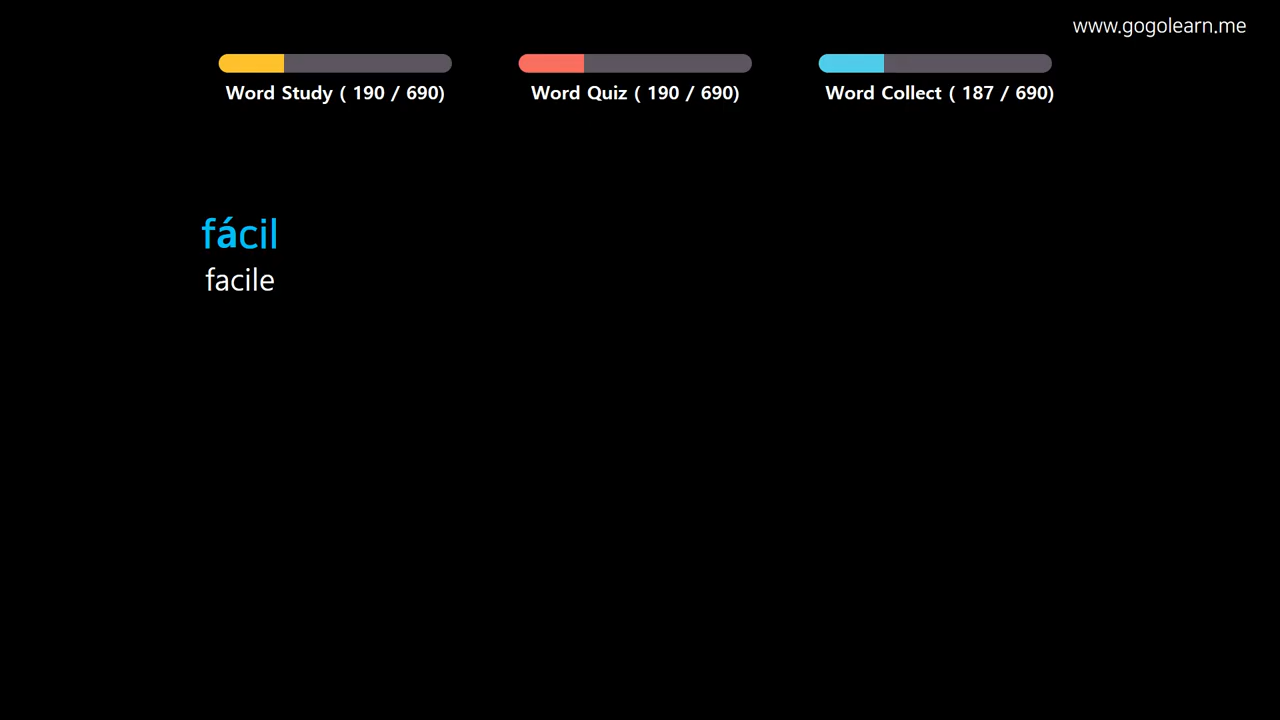 www.gogolearn.me
Word Study ( 190 / 690)
Word Quiz ( 190 / 690)
Word Collect ( 187 / 690)
fácil
facile